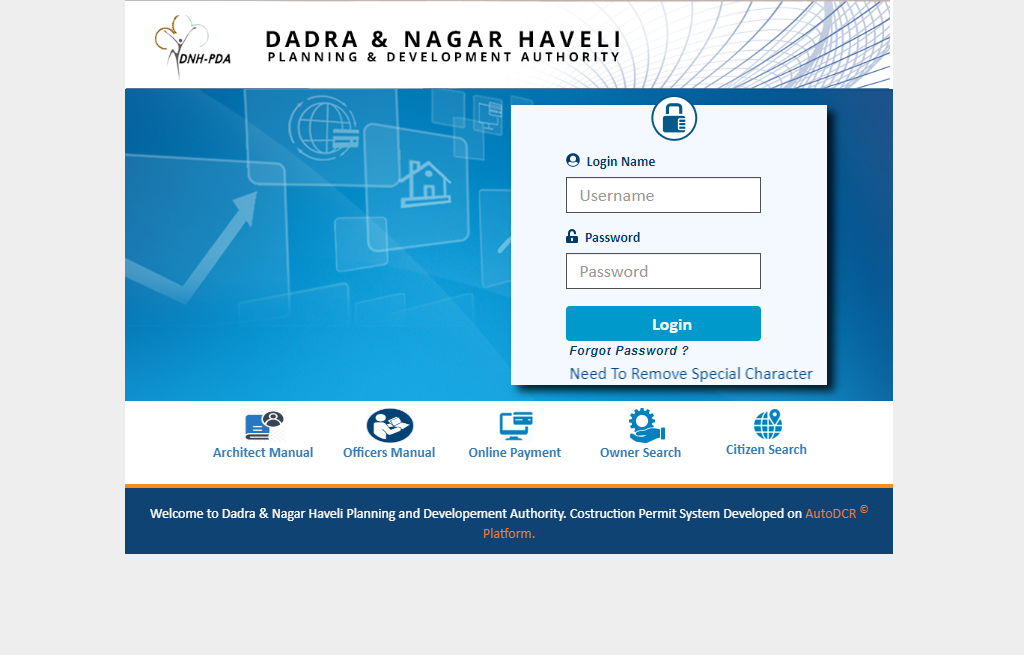 DNH-PDA
DADRA & NAGAR HAVELI
PLANNING & DEVELOPMENT AUTHORITY
Login Name
Username
Password
Password
Login
Forgot Password ?
Need To Remove Special Character
Architect Manual
Officers Manual
Online Payment
Owner Search
Citizen Search
Welcome to Dadra & Nagar Haveli Planning and Developement Authority. Costruction Permit System Developed on AutoDCR ©
Platform.